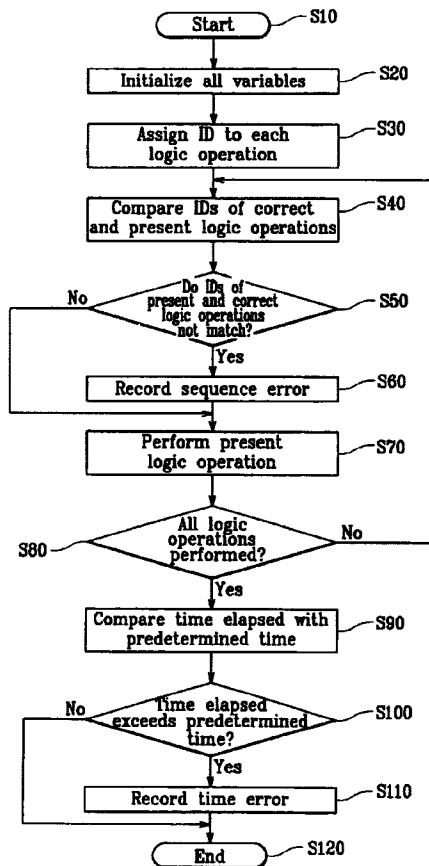 Start
S10
Initialize all variables
S20
Assign ID to each
logic operation
S30
Compare IDs of correct
and present logic operations
S40
Do IDs of
present and correct
logic operations
not match?
S50
No
Yes
Record sequence error
S60
Perform present
logic operation
S70
All logic
operations
performed?
S80
No
Yes
Compare time elapsed with
predetermined time
S90
Time elapsed
exceeds predetermined
time?
S100
No
Yes
Record time error
S110
End
S120